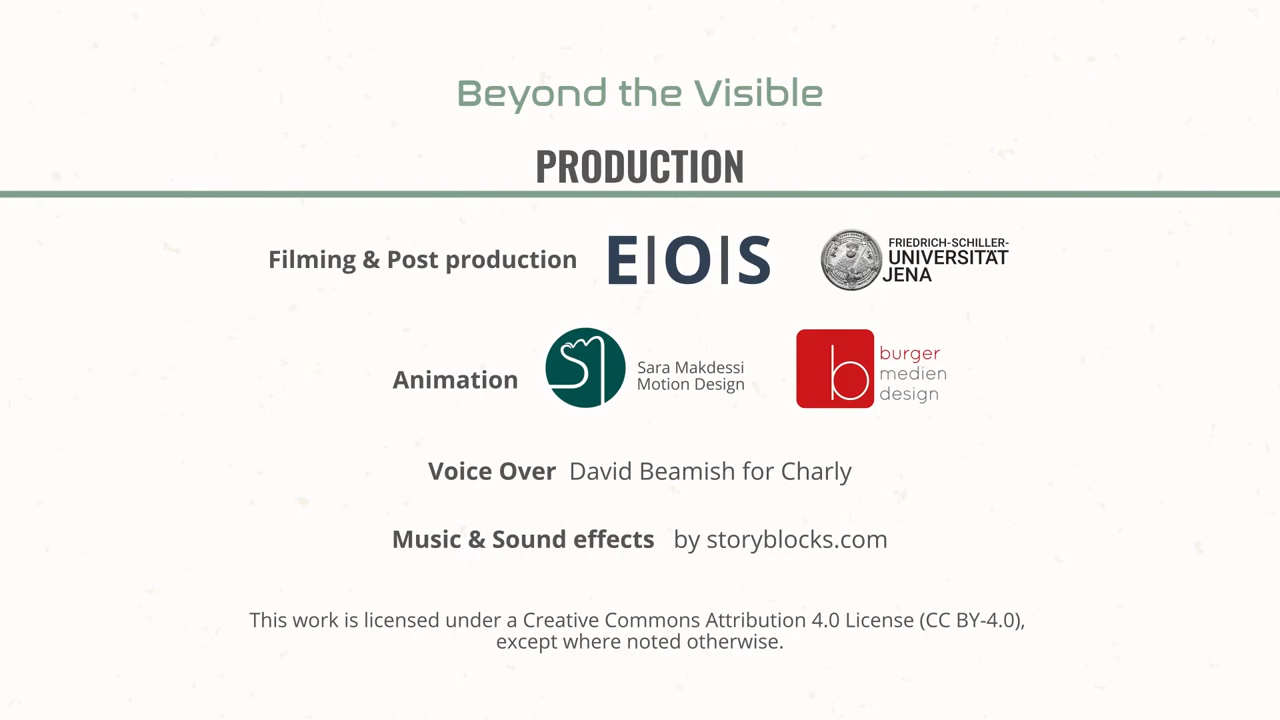 Beyond the Visible
PRODUCTION
Filming & Post production E|O|S FRIEDRICH-SCHILLER-
UNIVERSITÄT
JENA
Animation Sara Makdessi
Motion Design
b burger
medien
design
Voice Over David Beamish for Charly
Music & Sound effects by storyblocks.com
This work is licensed under a Creative Commons Attribution 4.0 License (CC BY-4.0),
except where noted otherwise.